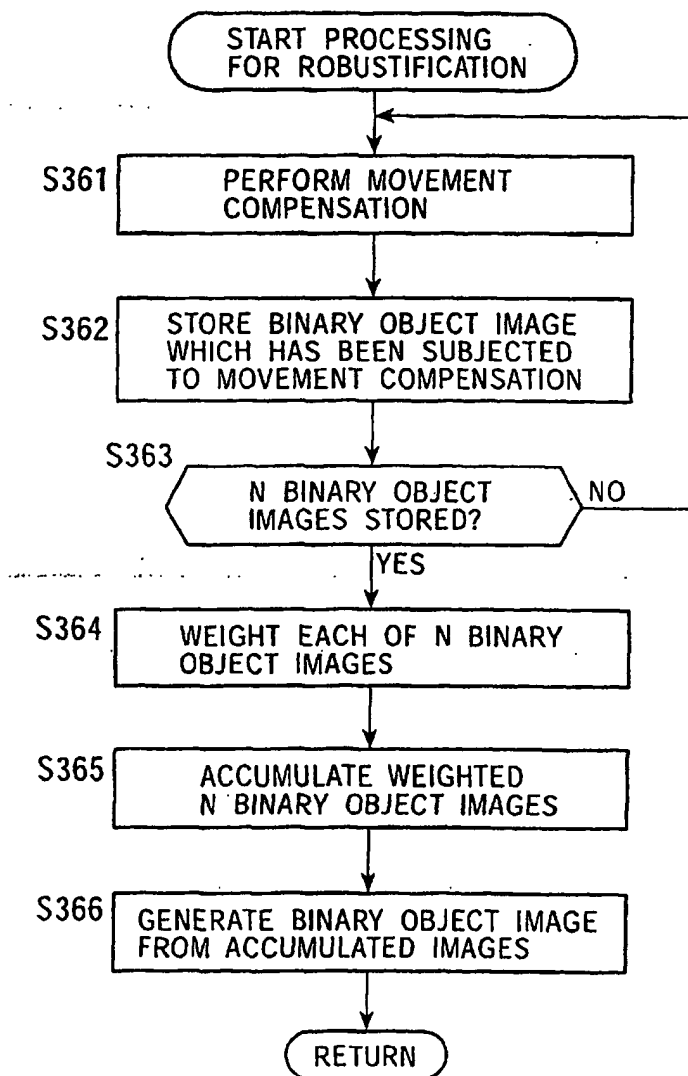 START PROCESSING
FOR ROBUSTIFICATION
S361
PERFORM MOVEMENT
COMPENSATION
S362
STORE BINARY OBJECT IMAGE
WHICH HAS BEEN SUBJECTED
TO MOVEMENT COMPENSATION
S363
N BINARY OBJECT
IMAGES STORED?
NO
YES
S364
WEIGHT EACH OF N BINARY
OBJECT IMAGES
S365
ACCUMULATE WEIGHTED
N BINARY OBJECT IMAGES
S366
GENERATE BINARY OBJECT IMAGE
FROM ACCUMULATED IMAGES
RETURN